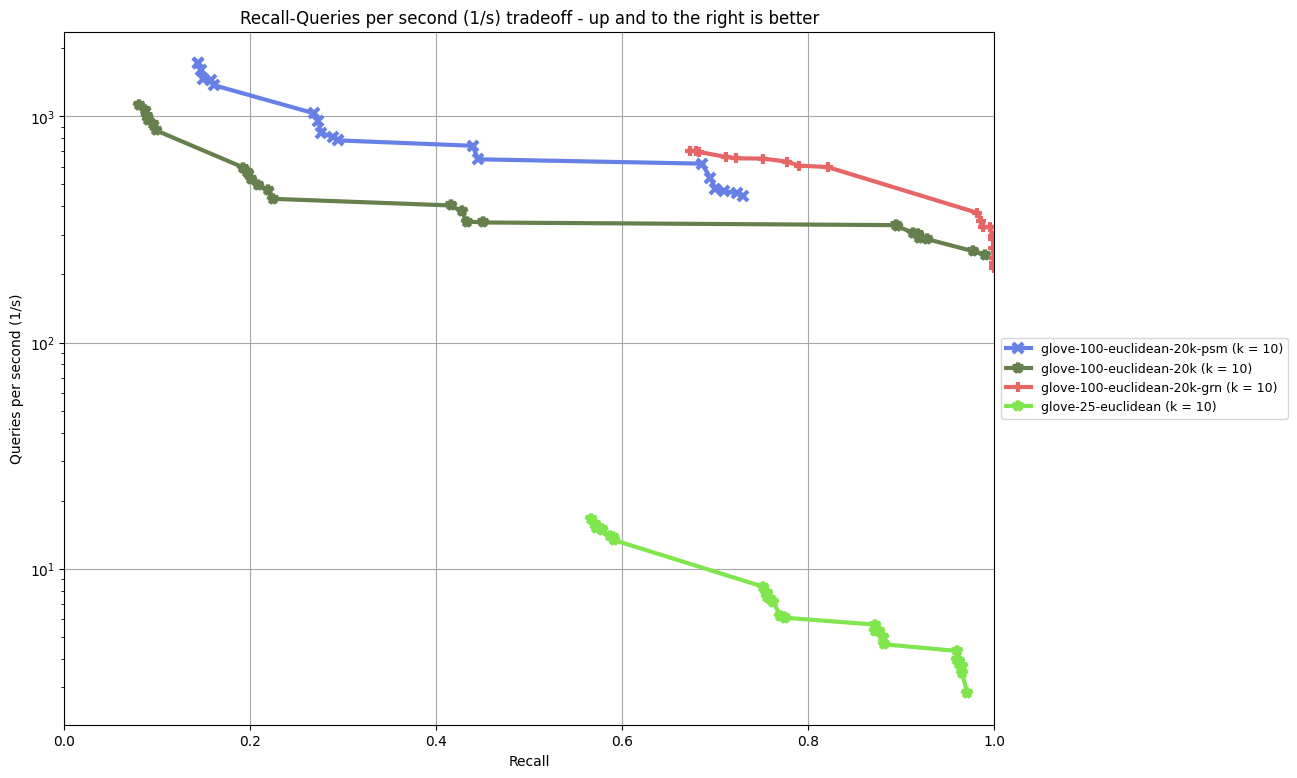 Recall-Queries per second (1/s) tradeoff - up and to the right is better
Queries per second (1/s)
10³
10²
10¹
0.0 0.2 0.4 0.6 0.8 1.0
Recall
glove-100-euclidean-20k-psm (k = 10)
glove-100-euclidean-20k (k = 10)
glove-100-euclidean-20k-grn (k = 10)
glove-25-euclidean (k = 10)